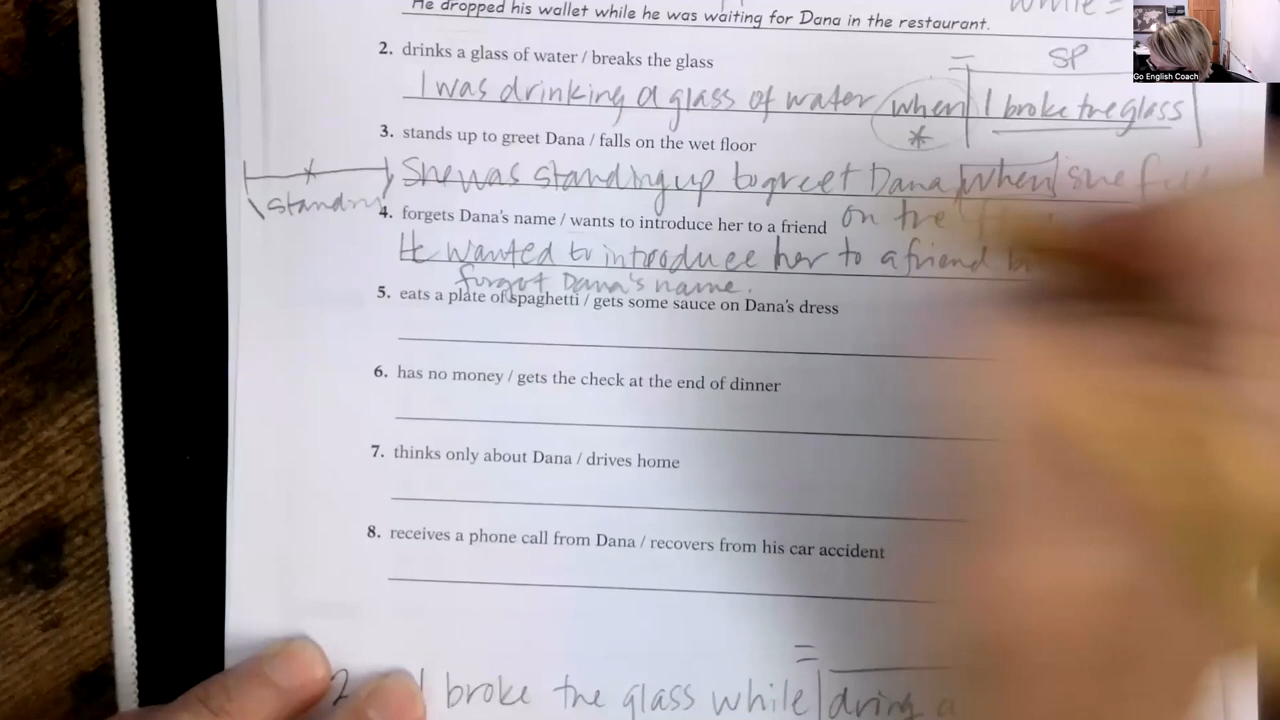 while =
He dropped his wallet while he was waiting for Dana in the restaurant.
= SP
Go English Coach
2. drinks a glass of water / breaks the glass
I was drinking a glass of water when I broke the glass
*
3. stands up to greet Dana / falls on the wet floor
She was standing up to greet Dana when she
standing
4. forgets Dana's name / wants to introduce her to a friend
on the
He wanted to introduce her to a friend
forgot Dana's name.
5. eats a plate of spaghetti / gets some sauce on Dana's dress
6. has no money / gets the check at the end of dinner
7. thinks only about Dana / drives home
8. receives a phone call from Dana / recovers from his car accident
=
2 I broke the glass while